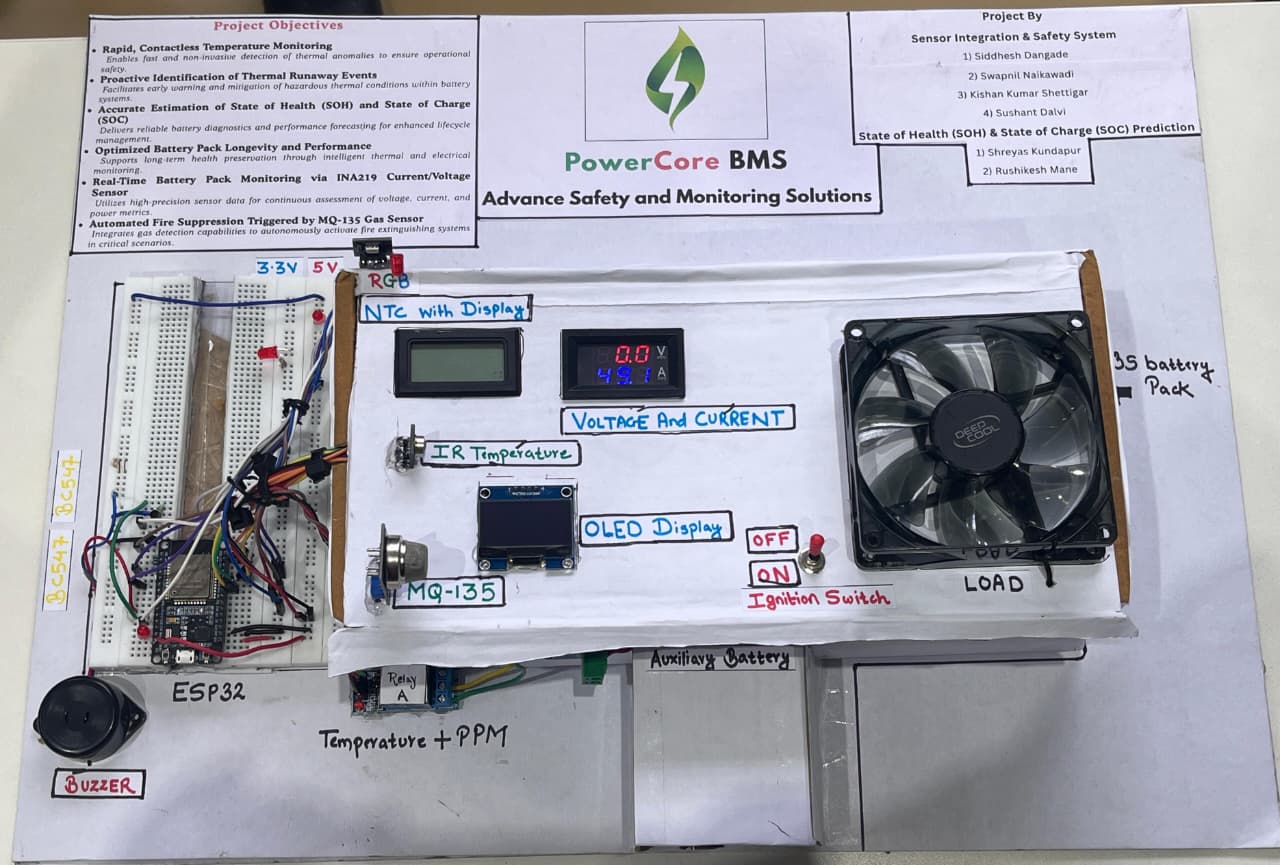 Project Objectives
• Rapid, Contactless Temperature Monitoring
Enables fast and non-invasive detection of thermal anomalies to ensure operational
safety.
• Proactive Identification of Thermal Runaway Events
Facilitates early warning and mitigation of hazardous thermal conditions within battery
systems.
• Accurate Estimation of State of Health (SOH) and State of Charge
(SOC)
Delivers reliable battery diagnostics and performance forecasting for enhanced lifecycle
management.
• Optimized Battery Pack Longevity and Performance
Supports long-term health preservation through intelligent thermal and electrical
monitoring.
• Real-Time Battery Pack Monitoring via INA219 Current/Voltage
Sensor
Utilizes high-precision sensor data for continuous assessment of voltage, current, and
power metrics.
• Automated Fire Suppression Triggered by MQ-135 Gas Sensor
Integrates gas detection capabilities to autonomously activate fire extinguishing systems
in critical scenarios.
PowerCore BMS
Advance Safety and Monitoring Solutions
Project By
Sensor Integration & Safety System
1) Siddhesh Dangade
2) Swapnil Naikawadi
3) Kishan Kumar Shettigar
4) Sushant Dalvi
State of Health (SOH) & State of Charge (SOC) Prediction
1) Shreyas Kundapur
2) Rushikesh Mane
3.3V 5V
RGB
NTC with Display
0.0 V
49.1 A
VOLTAGE And CURRENT
DEEP
COOL
3S battery
Pack
IR Temperature
BC547
BC547
OLED Display
OFF
ON
Ignition Switch
MQ-135
LOAD
ESP32
Relay
A
Auxiliary Battery
Temperature + PPM
BUZZER